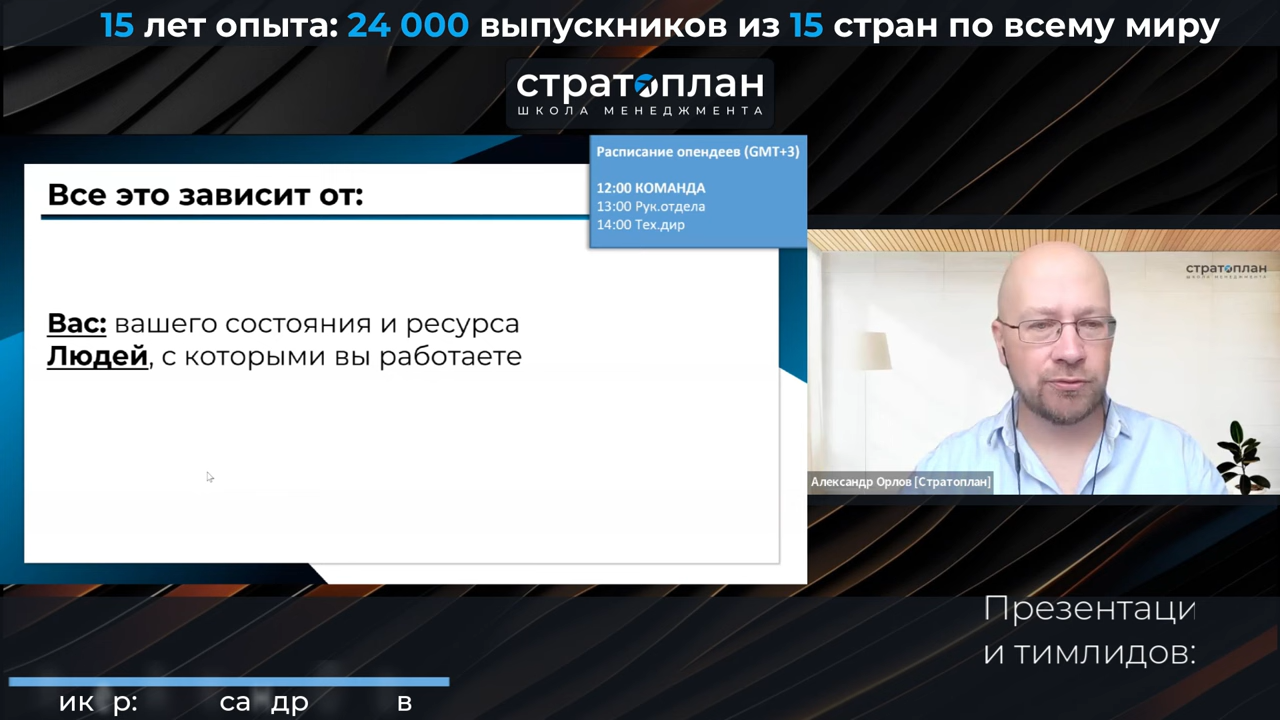 15 лет опыта: 24 000 выпускников из 15 стран по всему миру
стратоплан
ШКОЛА МЕНЕДЖМЕНТА
Расписание опендеев (GMT+3)
12:00 КОМАНДА
13:00 Рук.отдела
14:00 Тех.дир
Все это зависит от:
Вас: вашего состояния и ресурса
Людей, с которыми вы работаете
стратоплан
ШКОЛА МЕНЕДЖМЕНТА
Александр Орлов [Стратоплан]
и тимлидов: